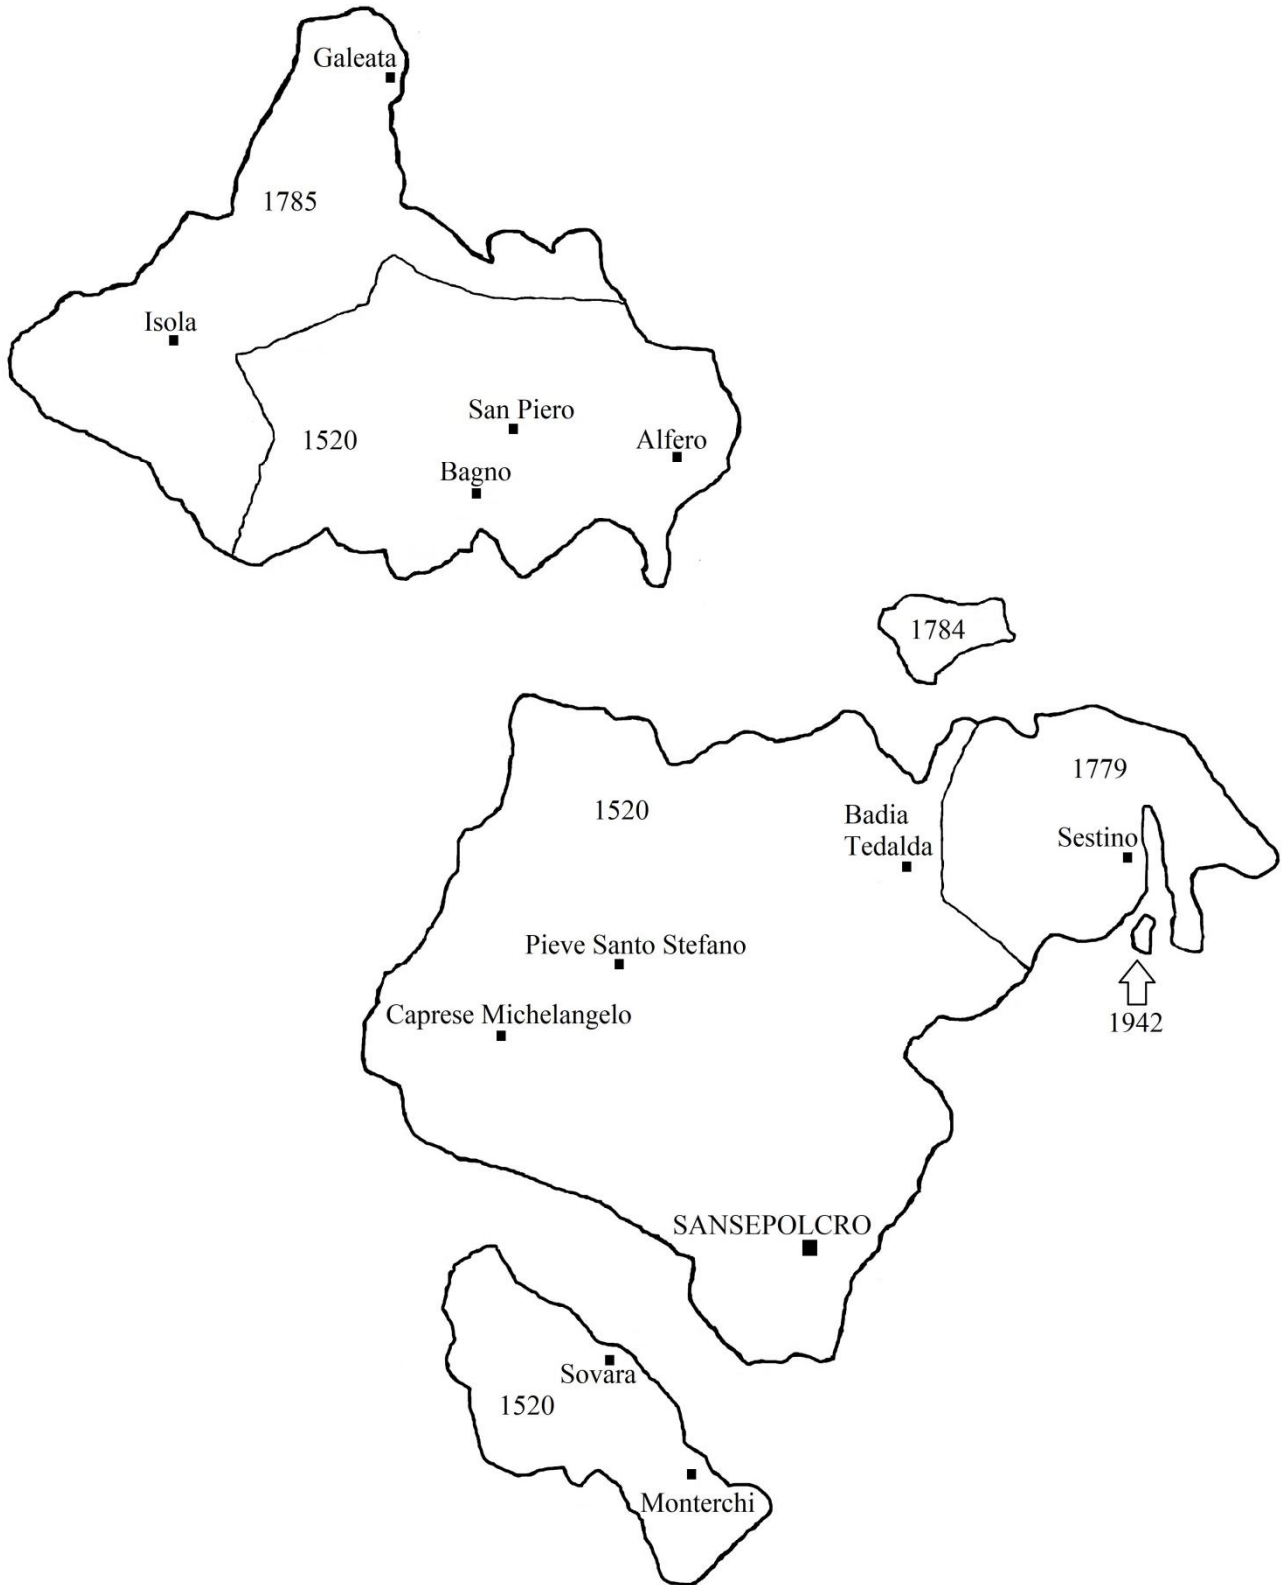 Galeata
1785
Isola
San Piero
1520
Alfero
Bagno
1784
1779
1520
Badia
Tedalda
Sestino
Pieve Santo Stefano
Caprese Michelangelo
1942
SANSEPOLCRO
Sovara
1520
Monterchi